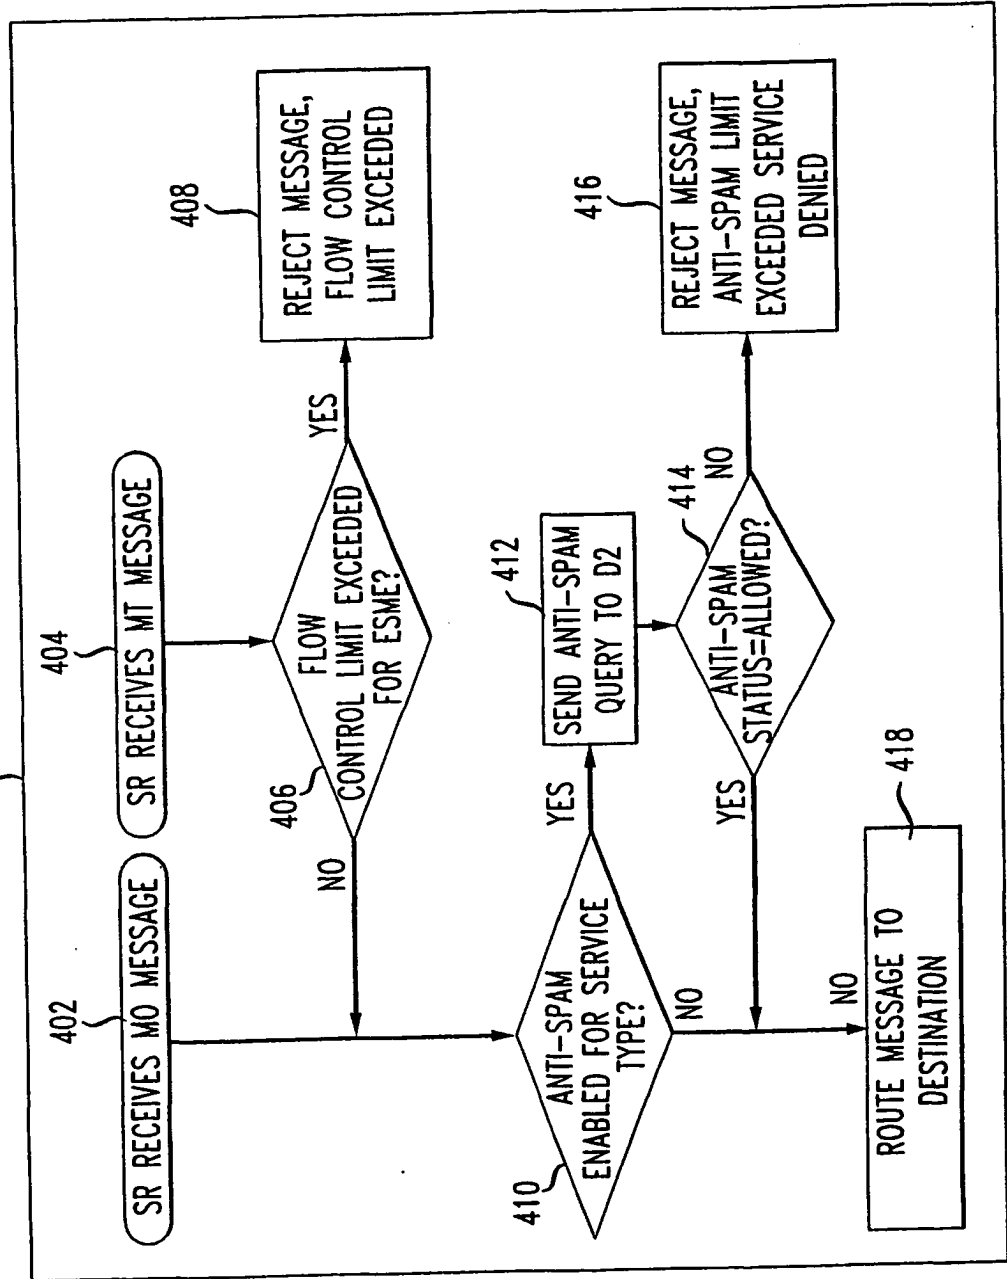 402
SR RECEIVES MO MESSAGE
404
SR RECEIVES MT MESSAGE
406
FLOW
CONTROL LIMIT EXCEEDED
FOR ESME?
YES
NO
408
REJECT MESSAGE,
FLOW CONTROL
LIMIT EXCEEDED
410
ANTI-SPAM
ENABLED FOR SERVICE
TYPE?
YES
NO
412
SEND ANTI-SPAM
QUERY TO D2
414
ANTI-SPAM
STATUS=ALLOWED?
NO
YES
416
REJECT MESSAGE,
ANTI-SPAM LIMIT
EXCEEDED SERVICE
DENIED
NO
418
ROUTE MESSAGE TO
DESTINATION